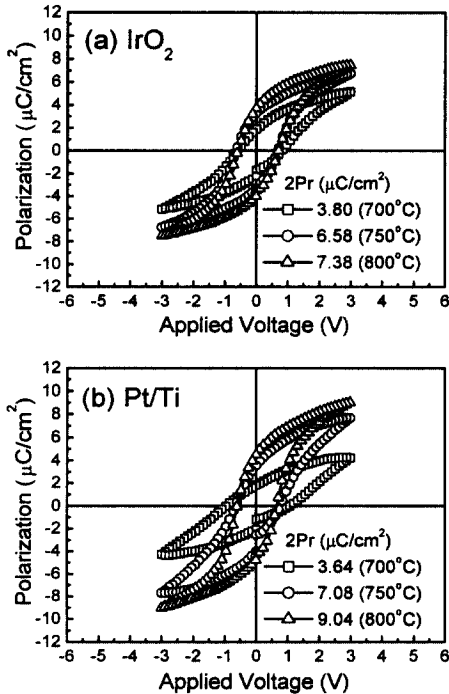 (a) IrO2
12
8
4
0
-2
-4
-6
-8
-10
-12
Polarization ( μC/cm2)
2Pr (μC/cm2)
3.80 (700°C)
6.58 (750°C)
7.38 (800°C)
-6 -5 -4 -3 -2 -1 0 1 2 3 4 5 6
Applied Voltage (V)
(b) Pt/Ti
12
10
8
6
4
2
0
-2
-4
-6
-8
-10
-12
Polarization ( μC/cm2)
2Pr (μC/cm2)
3.64 (700°C)
7.08 (750°C)
9.04 (800°C)
-6 -5 -4 -3 -2 -1 0 1 2 3 4 5 6
Applied Voltage (V)